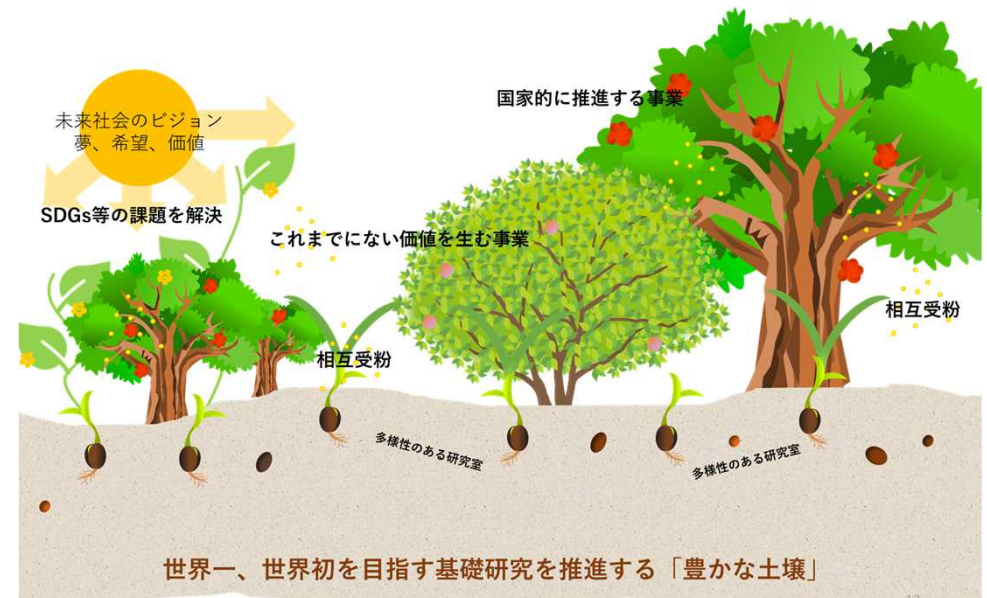 国家的に推進する事業
未来社会のビジョン
夢、希望、価値
SDGs等の課題を解決
これまでにない価値を生む事業
相互受粉
相互受粉
多様性のある研究室
多様性のある研究室
世界一、世界初を目指す基礎研究を推進する「豊かな土壌」